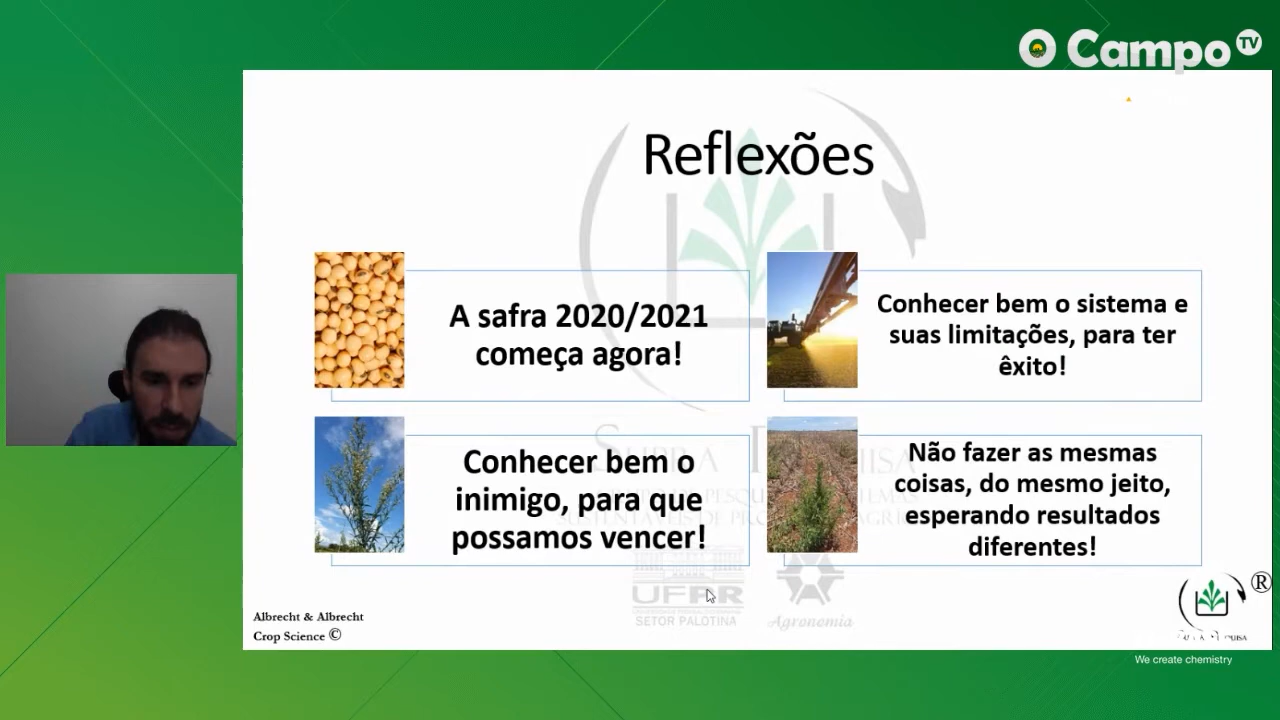 O Campo TV
Reflexões
A safra 2020/2021
começa agora!
Conhecer bem o sistema e
suas limitações, para ter
êxito!
Conhecer bem o
inimigo, para que
possamos vencer!
Não fazer as mesmas
coisas, do mesmo jeito,
esperando resultados
diferentes!
UFPR
SETOR PALOTINA
Agronomia
Albrecht & Albrecht
Crop Science ©
®
We create chemistry